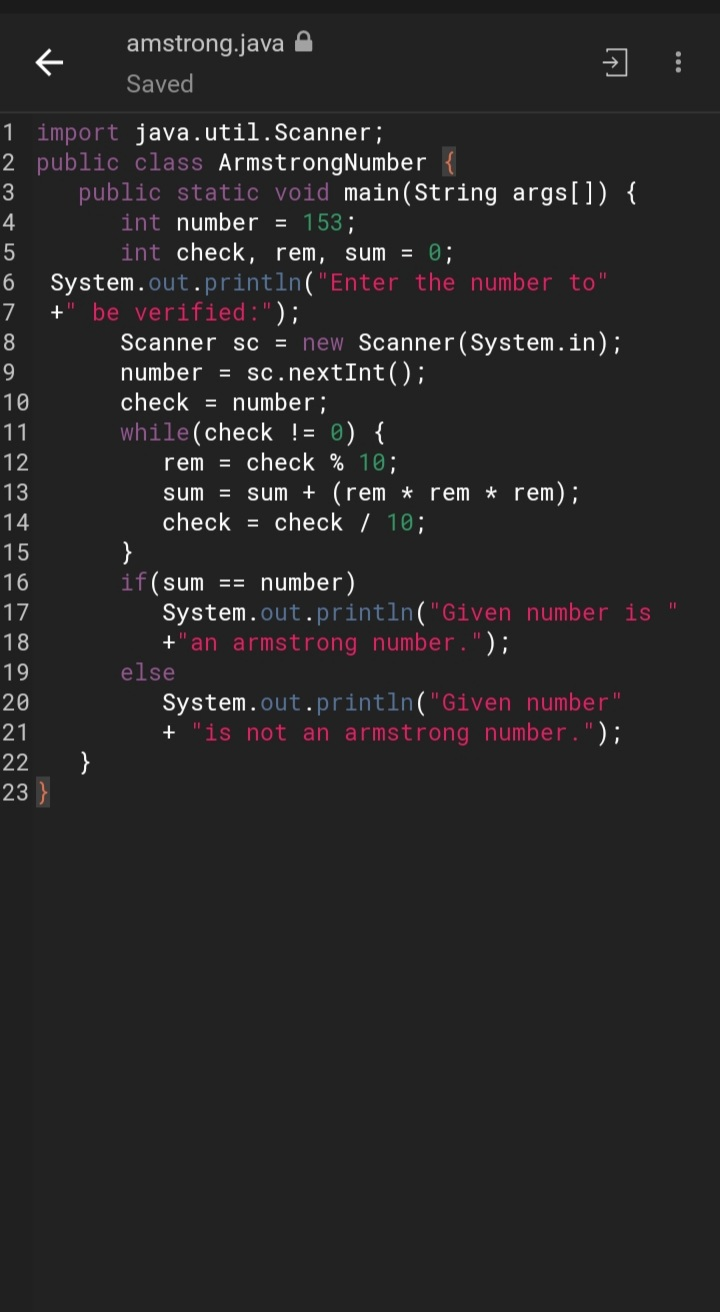 amstrong.java
Saved
1 import java.util.Scanner;
2 public class ArmstrongNumber {
3    public static void main(String args[]) {
4       int number = 153;
5       int check, rem, sum = 0;
6  System.out.println("Enter the number to"
7  +" be verified:");
8       Scanner sc = new Scanner(System.in);
9       number = sc.nextInt();
10       check = number;
11       while(check != 0) {
12          rem = check % 10;
13          sum = sum + (rem * rem * rem);
14          check = check / 10;
15       }
16       if(sum == number)
17          System.out.println("Given number is "
18          +"an armstrong number.");
19       else
20          System.out.println("Given number"
21          + "is not an armstrong number.");
22    }
23 }